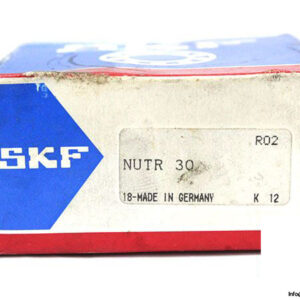 SKF
R02
NUTR 30
18-MADE IN GERMANY K 12